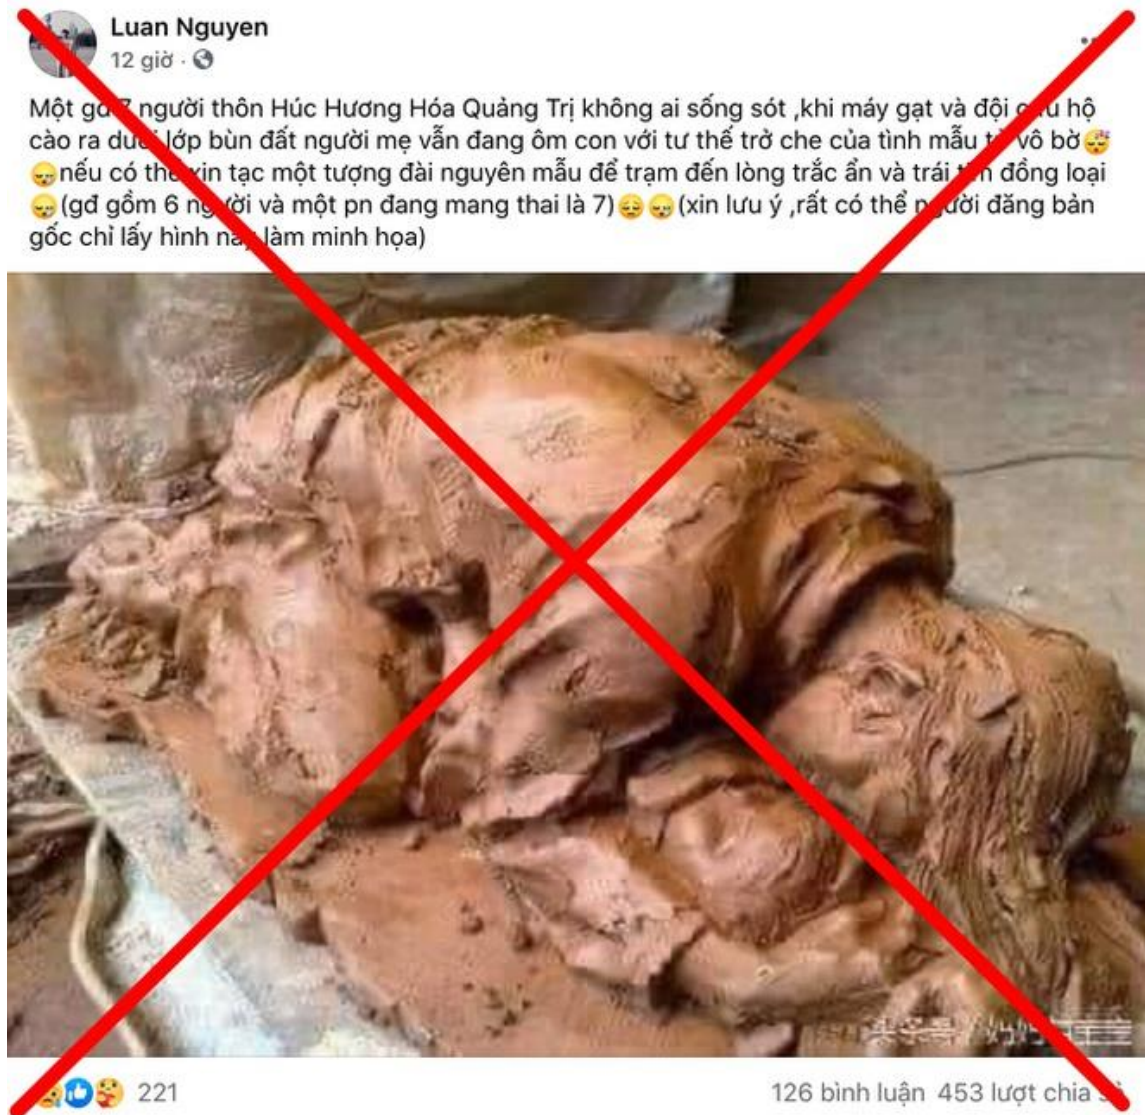 Luan Nguyen
12 giờ
Một gđ 7 người thôn Húc Hương Hóa Quảng Trị không ai sống sót ,khi máy gạt và đội cứu hộ
cào ra dưới lớp bùn đất người mẹ vẫn đang ôm con với tư thế trở che của tình mẫu tử vô bờ
nếu có thể xin tạc một tượng đài nguyên mẫu để trạm đến lòng trắc ẩn và trái tim đồng loại
(gđ gồm 6 người và một pn đang mang thai là 7) (xin lưu ý ,rất có thể người đăng bản
gốc chỉ lấy hình này làm minh họa)
头条号 /
221
126 bình luận 453 lượt chia sẻ